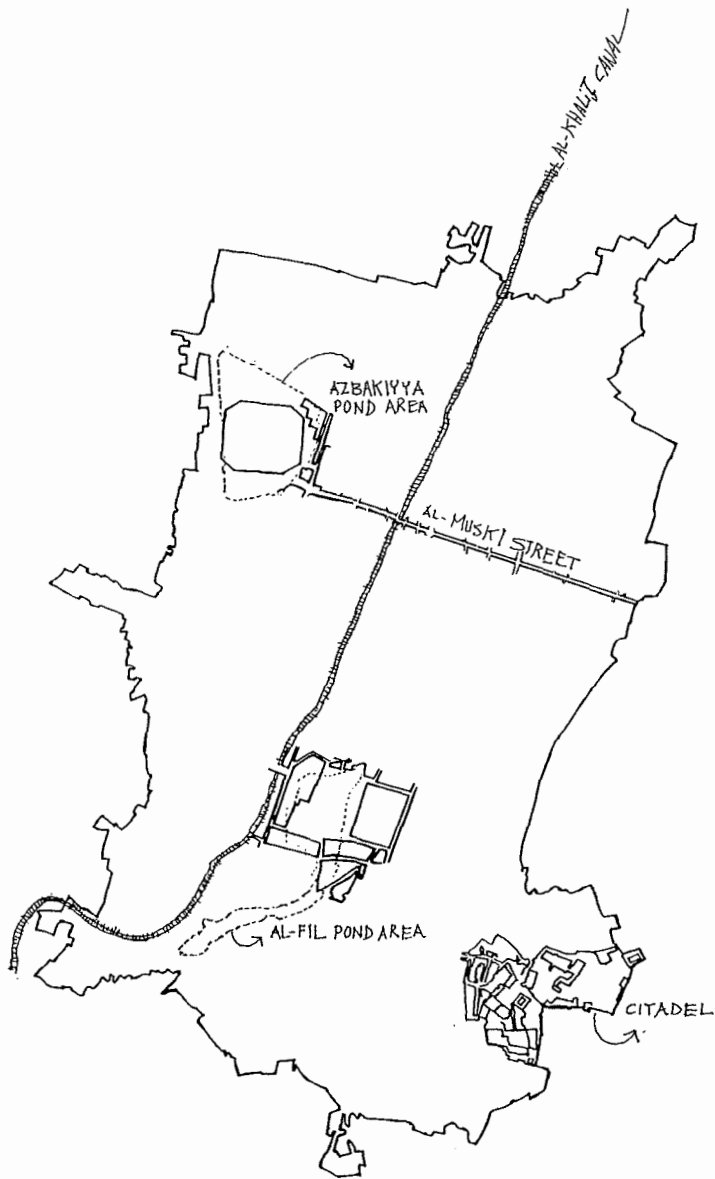 AL-KHALIJ CANAL
AZBAKIYYA
POND AREA
AL-MUSKI STREET
AL-FIL POND AREA
CITADEL